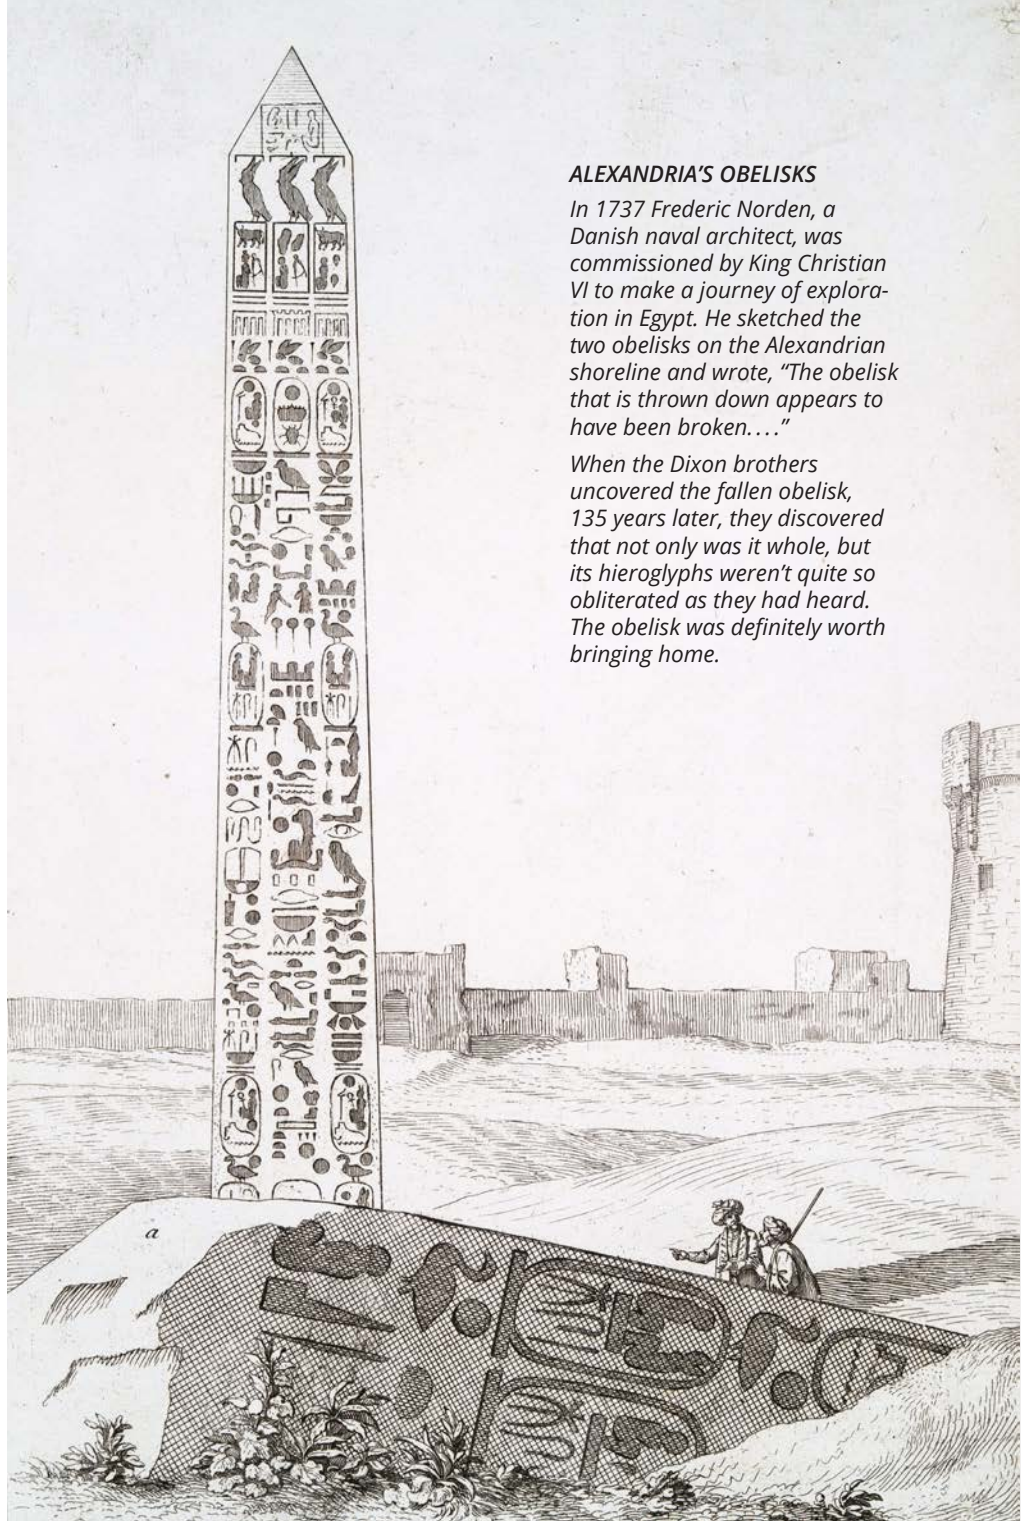 ALEXANDRIA’S OBELISKS
In 1737 Frederic Norden, a
Danish naval architect, was
commissioned by King Christian
VI to make a journey of explora-
tion in Egypt. He sketched the
two obelisks on the Alexandrian
shoreline and wrote, “The obelisk
that is thrown down appears to
have been broken. . . .”
When the Dixon brothers
uncovered the fallen obelisk,
135 years later, they discovered
that not only was it whole, but
its hieroglyphs weren’t quite so
obliterated as they had heard.
The obelisk was definitely worth
bringing home.
a